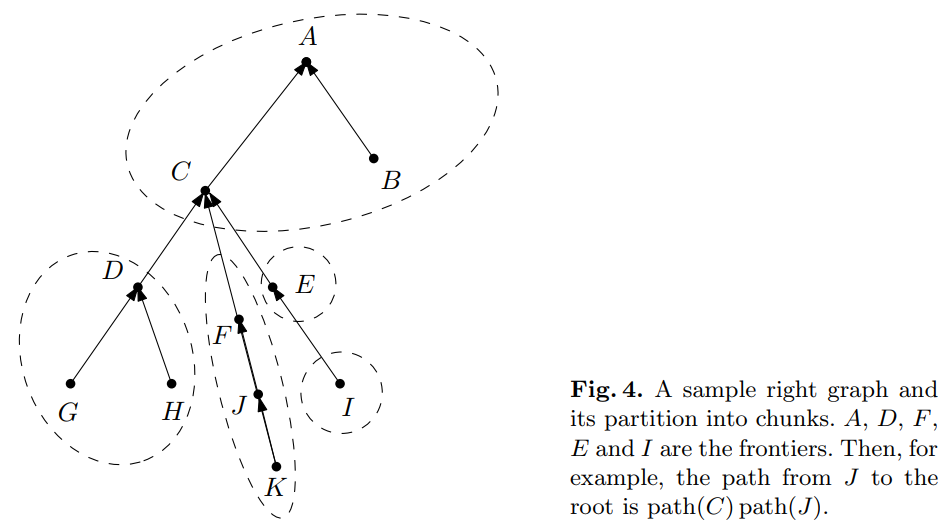 A
B
C
D
E
F
G
H
I
J
K
Fig. 4. A sample right graph and
its partition into chunks. A, D, F,
E and I are the frontiers. Then, for
example, the path from J to the
root is path(C) path(J).